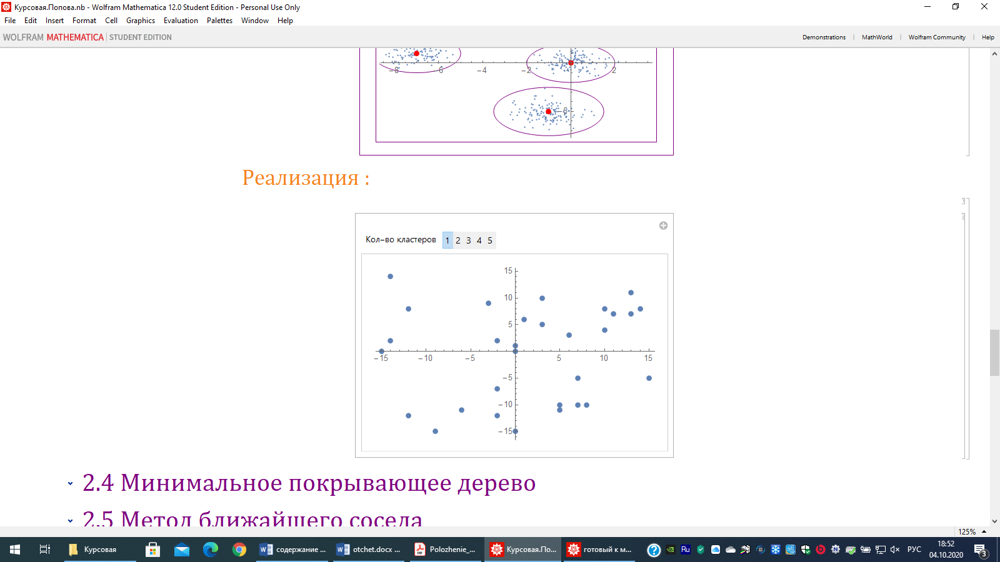 Курсовая.Попова.nb - Wolfram Mathematica 12.0 Student Edition - Personal Use Only
File Edit Insert Format Cell Graphics Evaluation Palettes Window Help
WOLFRAM MATHEMATICA STUDENT EDITION Demonstrations MathWorld Wolfram Community Help
-8 -6 -4 -2 2
Реализация :
Кол-во кластеров 1 2 3 4 5
15
10
5
-15 -10 -5 5 10 15
-5
-10
-15
2.4 Минимальное покрывающее дерево
2.5 Метод ближайшего соседа
125%
Курсовая содержание ... otchet.docx ... Polozhenie_... Курсовая.По... готовый к м... Ru РУС 18:52
04.10.2020 3